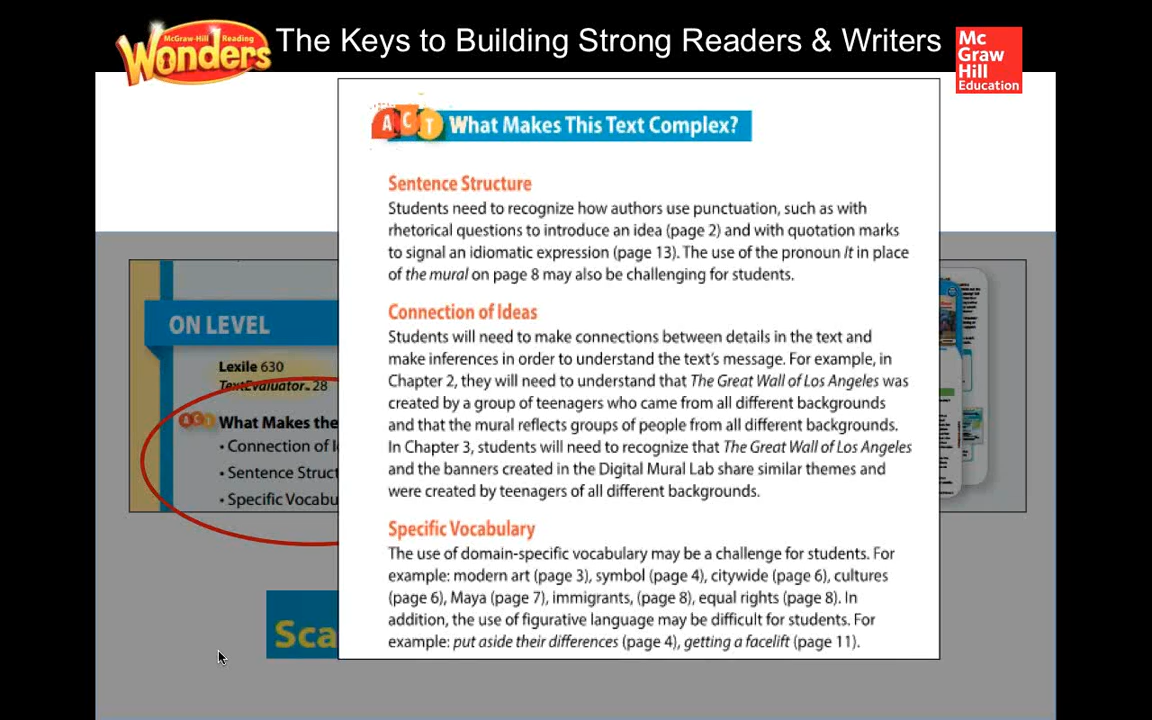 McGraw-Hill Reading
Wonders
The Keys to Building Strong Readers & Writers
Mc
Graw
Hill
Education
ACT What Makes This Text Complex?
Sentence Structure
Students need to recognize how authors use punctuation, such as with
rhetorical questions to introduce an idea (page 2) and with quotation marks
to signal an idiomatic expression (page 13). The use of the pronoun It in place
of the mural on page 8 may also be challenging for students.
Connection of Ideas
Students will need to make connections between details in the text and
make inferences in order to understand the text's message. For example, in
Chapter 2, they will need to understand that The Great Wall of Los Angeles was
created by a group of teenagers who came from all different backgrounds
and that the mural reflects groups of people from all different backgrounds.
In Chapter 3, students will need to recognize that The Great Wall of Los Angeles
and the banners created in the Digital Mural Lab share similar themes and
were created by teenagers of all different backgrounds.
Specific Vocabulary
The use of domain-specific vocabulary may be a challenge for students. For
example: modern art (page 3), symbol (page 4), citywide (page 6), cultures
(page 6), Maya (page 7), immigrants, (page 8), equal rights (page 8). In
addition, the use of figurative language may be difficult for students. For
example: put aside their differences (page 4), getting a facelift (page 11).
ON LEVEL
Lexile 630
TextEvaluator™ 28
ACT What Makes the
• Connection of I
• Sentence Struct
• Specific Vocabu
Sca